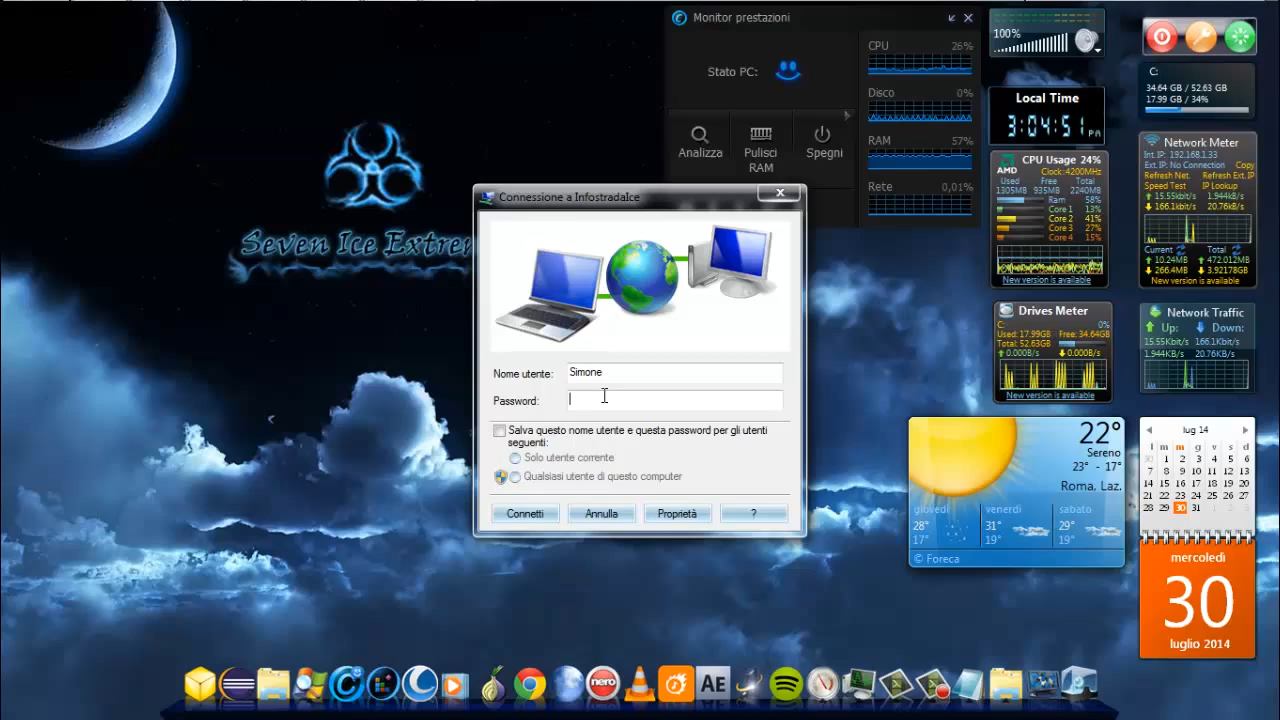 Monitor prestazioni
Stato PC:
CPU 26%
Disco 0%
RAM 57%
Rete 0,01%
Analizza
Pulisci
RAM
Spegni
Seven Ice Extrem
Connessione a InfostradaIce
Nome utente: Simone
Password:
Salva questo nome utente e questa password per gli utenti
seguenti:
Solo utente corrente
Qualsiasi utente di questo computer
Connetti
Annulla
Proprietà
?
100%
Local Time
3:04:51 PM
AMD
CPU Usage 24%
Clock:4200MHz
Used Free Total
1305MB 935MB 2240MB
Ram 58%
Core 1 13%
Core 2 41%
Core 3 27%
Core 4 15%
New version is available
Drives Meter
C: 0%
Used:17.99GB Free: 34.64GB
Total: 52.63GB
0.000B/s 0.000B/s
New version is available
C:
34.64 GB / 52.63 GB
17.99 GB / 34%
Network Meter
Int.IP: 192.168.1.33
Ext.IP: No Connection Copy
Refresh Net. Refresh Ext.IP
Speed Test IP Lookup
15.55kbit/s 1.944kB/s
166.1kbit/s 20.76kB/s
Current Total
10.24MB 472.012MB
266.4MB 3.92178GB
New version is available
Network Traffic
Up: Down:
15.55Kbit/s 166.1Kbit/s
1.944KB/S 20.76KB/S
22°
Sereno
23° - 17°
Roma. Laz.
giovedì venerdì sabato
28° 31° 29°
17° 19° 19°
© Foreca
lug 14
l m m g v s d
30 1 2 3 4 5 6
7 8 9 10 11 12 13
14 15 16 17 18 19 20
21 22 23 24 25 26 27
28 29 30 31
mercoledì
30
luglio 2014
nero
AE